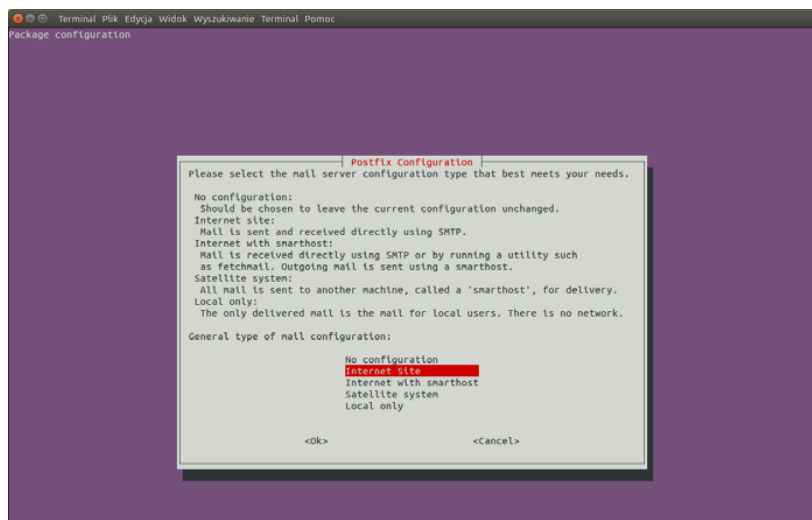 Terminal Plik Edycja Widok Wyszukiwanie Terminal Pomoc
Package configuration
Postfix Configuration
Please select the mail server configuration type that best meets your needs.
No configuration:
Should be chosen to leave the current configuration unchanged.
Internet site:
Mail is sent and received directly using SMTP.
Internet with smarthost:
Mail is received directly using SMTP or by running a utility such
as fetchmail. Outgoing mail is sent using a smarthost.
Satellite system:
All mail is sent to another machine, called a 'smarthost', for delivery.
Local only:
The only delivered mail is the mail for local users. There is no network.
General type of mail configuration:
No configuration
Internet Site
Internet with smarthost
Satellite system
Local only
<Ok> <Cancel>